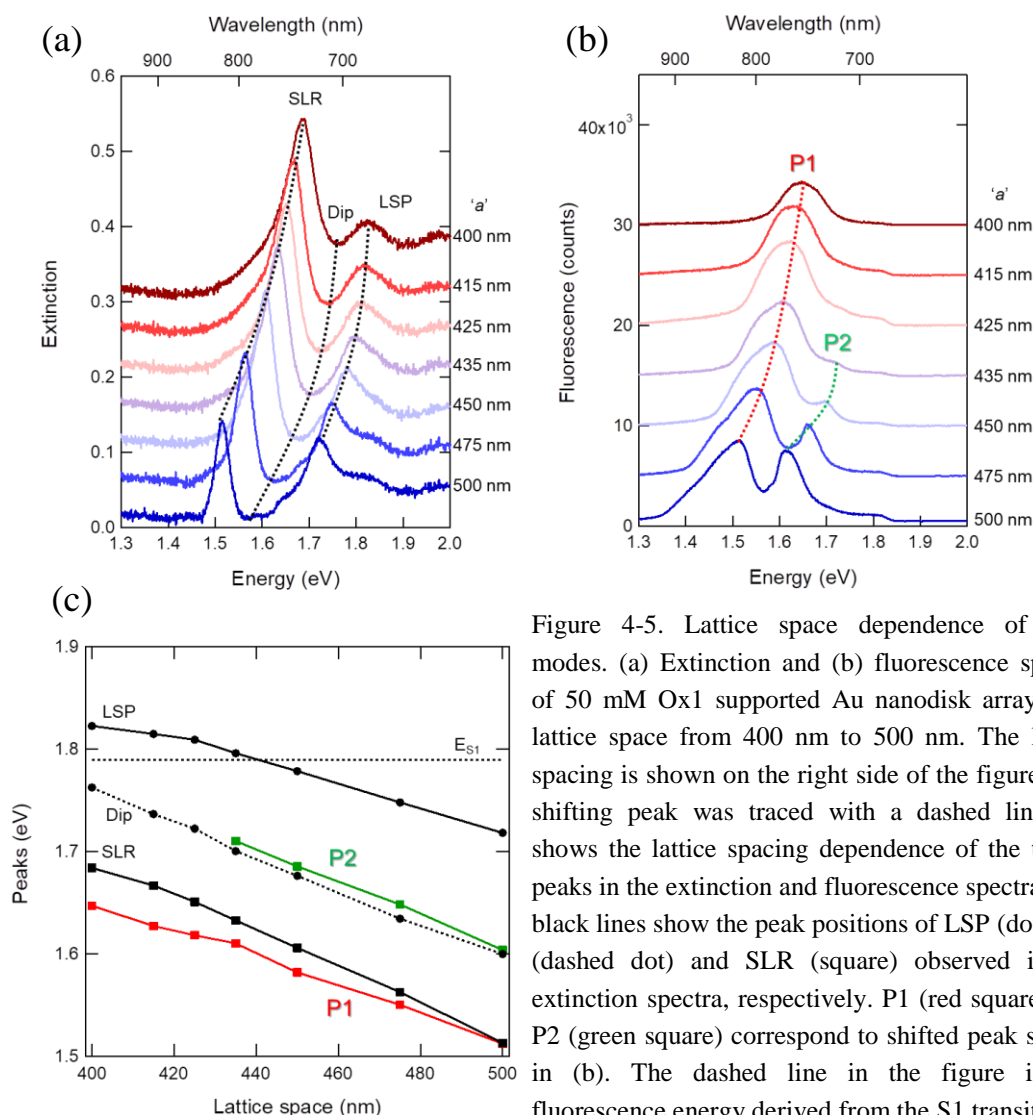 (a)
Wavelength (nm)
900 800 700
0.6
0.5
0.4
0.3
0.2
0.1
0.0
Extinction
SLR
Dip
LSP
'a'
400 nm
415 nm
425 nm
435 nm
450 nm
475 nm
500 nm
1.3 1.4 1.5 1.6 1.7 1.8 1.9 2.0
Energy (eV)
(b)
Wavelength (nm)
900 800 700
40x10³
30
20
10
0
Fluorescence (counts)
P1
P2
'a'
400 nm
415 nm
425 nm
435 nm
450 nm
475 nm
500 nm
1.3 1.4 1.5 1.6 1.7 1.8 1.9 2.0
Energy (eV)
(c)
1.9
1.8
1.7
1.6
1.5
Peaks (eV)
LSP
E_S1
Dip
P2
SLR
P1
400 420 440 460 480 500
Lattice space (nm)
Figure 4-5. Lattice space dependence of
modes. (a) Extinction and (b) fluorescence
of 50 mM Ox1 supported Au nanodisk array
lattice space from 400 nm to 500 nm. The
spacing is shown on the right side of the figure
shifting peak was traced with a dashed
shows the lattice spacing dependence of the
peaks in the extinction and fluorescence spectra
black lines show the peak positions of LSP
(dashed dot) and SLR (square) observed
extinction spectra, respectively. P1 (red square
P2 (green square) correspond to shifted peak
in (b). The dashed line in the figure
fluorescence energy derived from the S1